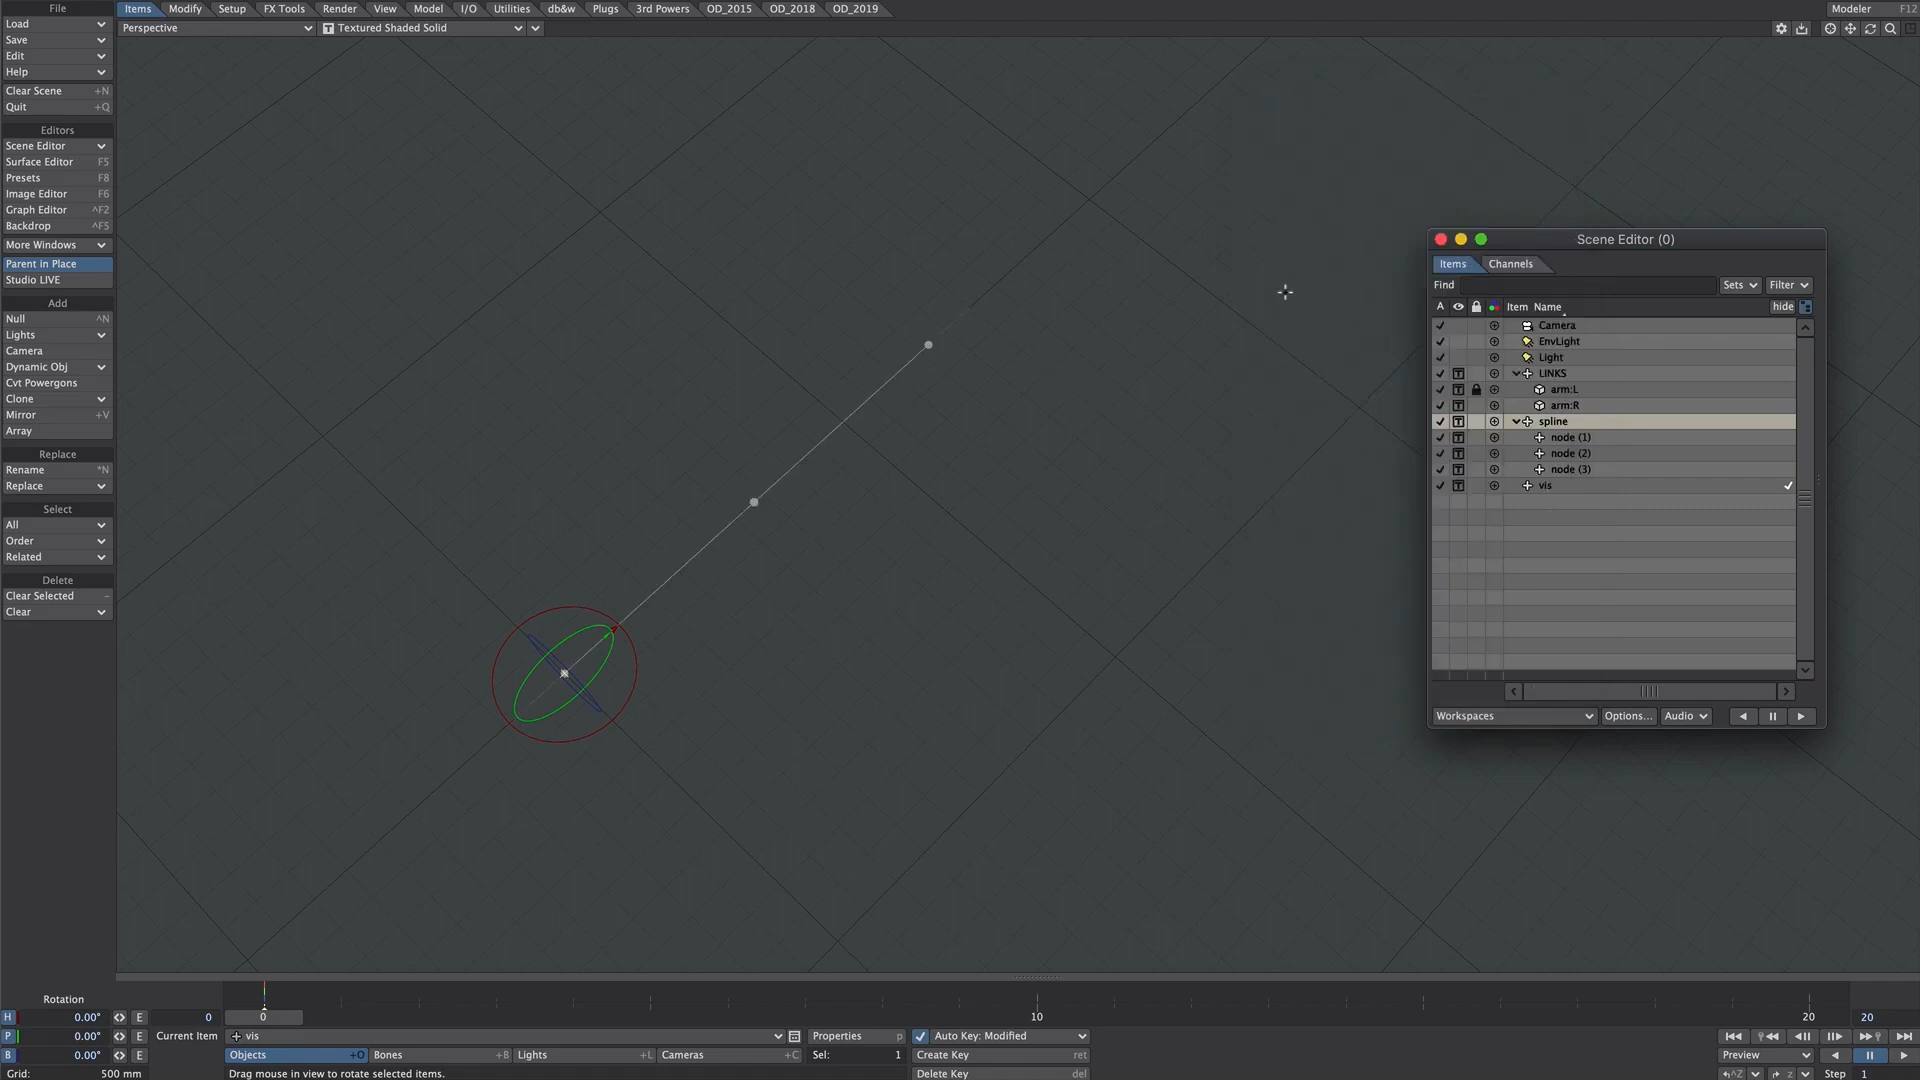 File
Items Modify Setup FX Tools Render View Model I/O Utilities db&w Plugs 3rd Powers OD_2015 OD_2018 OD_2019
Modeler F12
Load
Perspective
T Textured Shaded Solid
Save
Edit
Help
Clear Scene +N
Quit +Q
Editors
Scene Editor
Surface Editor F5
Presets F8
Image Editor F6
Graph Editor ^F2
Backdrop ^F5
More Windows
Parent in Place
Studio LIVE
Add
Null ^N
Lights
Camera
Dynamic Obj
Cvt Powergons
Clone
Mirror +V
Array
Replace
Rename *N
Replace
Select
All
Order
Related
Delete
Clear Selected –
Clear
Scene Editor (0)
Items Channels
Find Sets Filter
A Item Name hide
Camera
EnvLight
Light
T LINKS
T arm:L
T arm:R
T spline
T node (1)
T node (2)
T node (3)
T vis
Workspaces Options... Audio
Rotation
H 0.00° E 0 0 10 20 20
P 0.00° E Current Item vis Properties p Auto Key: Modified
B 0.00° E Objects +O Bones +B Lights +L Cameras +C Sel: 1 Create Key ret Preview
Grid: 500 mm Drag mouse in view to rotate selected items. Delete Key del ^Z z Step 1